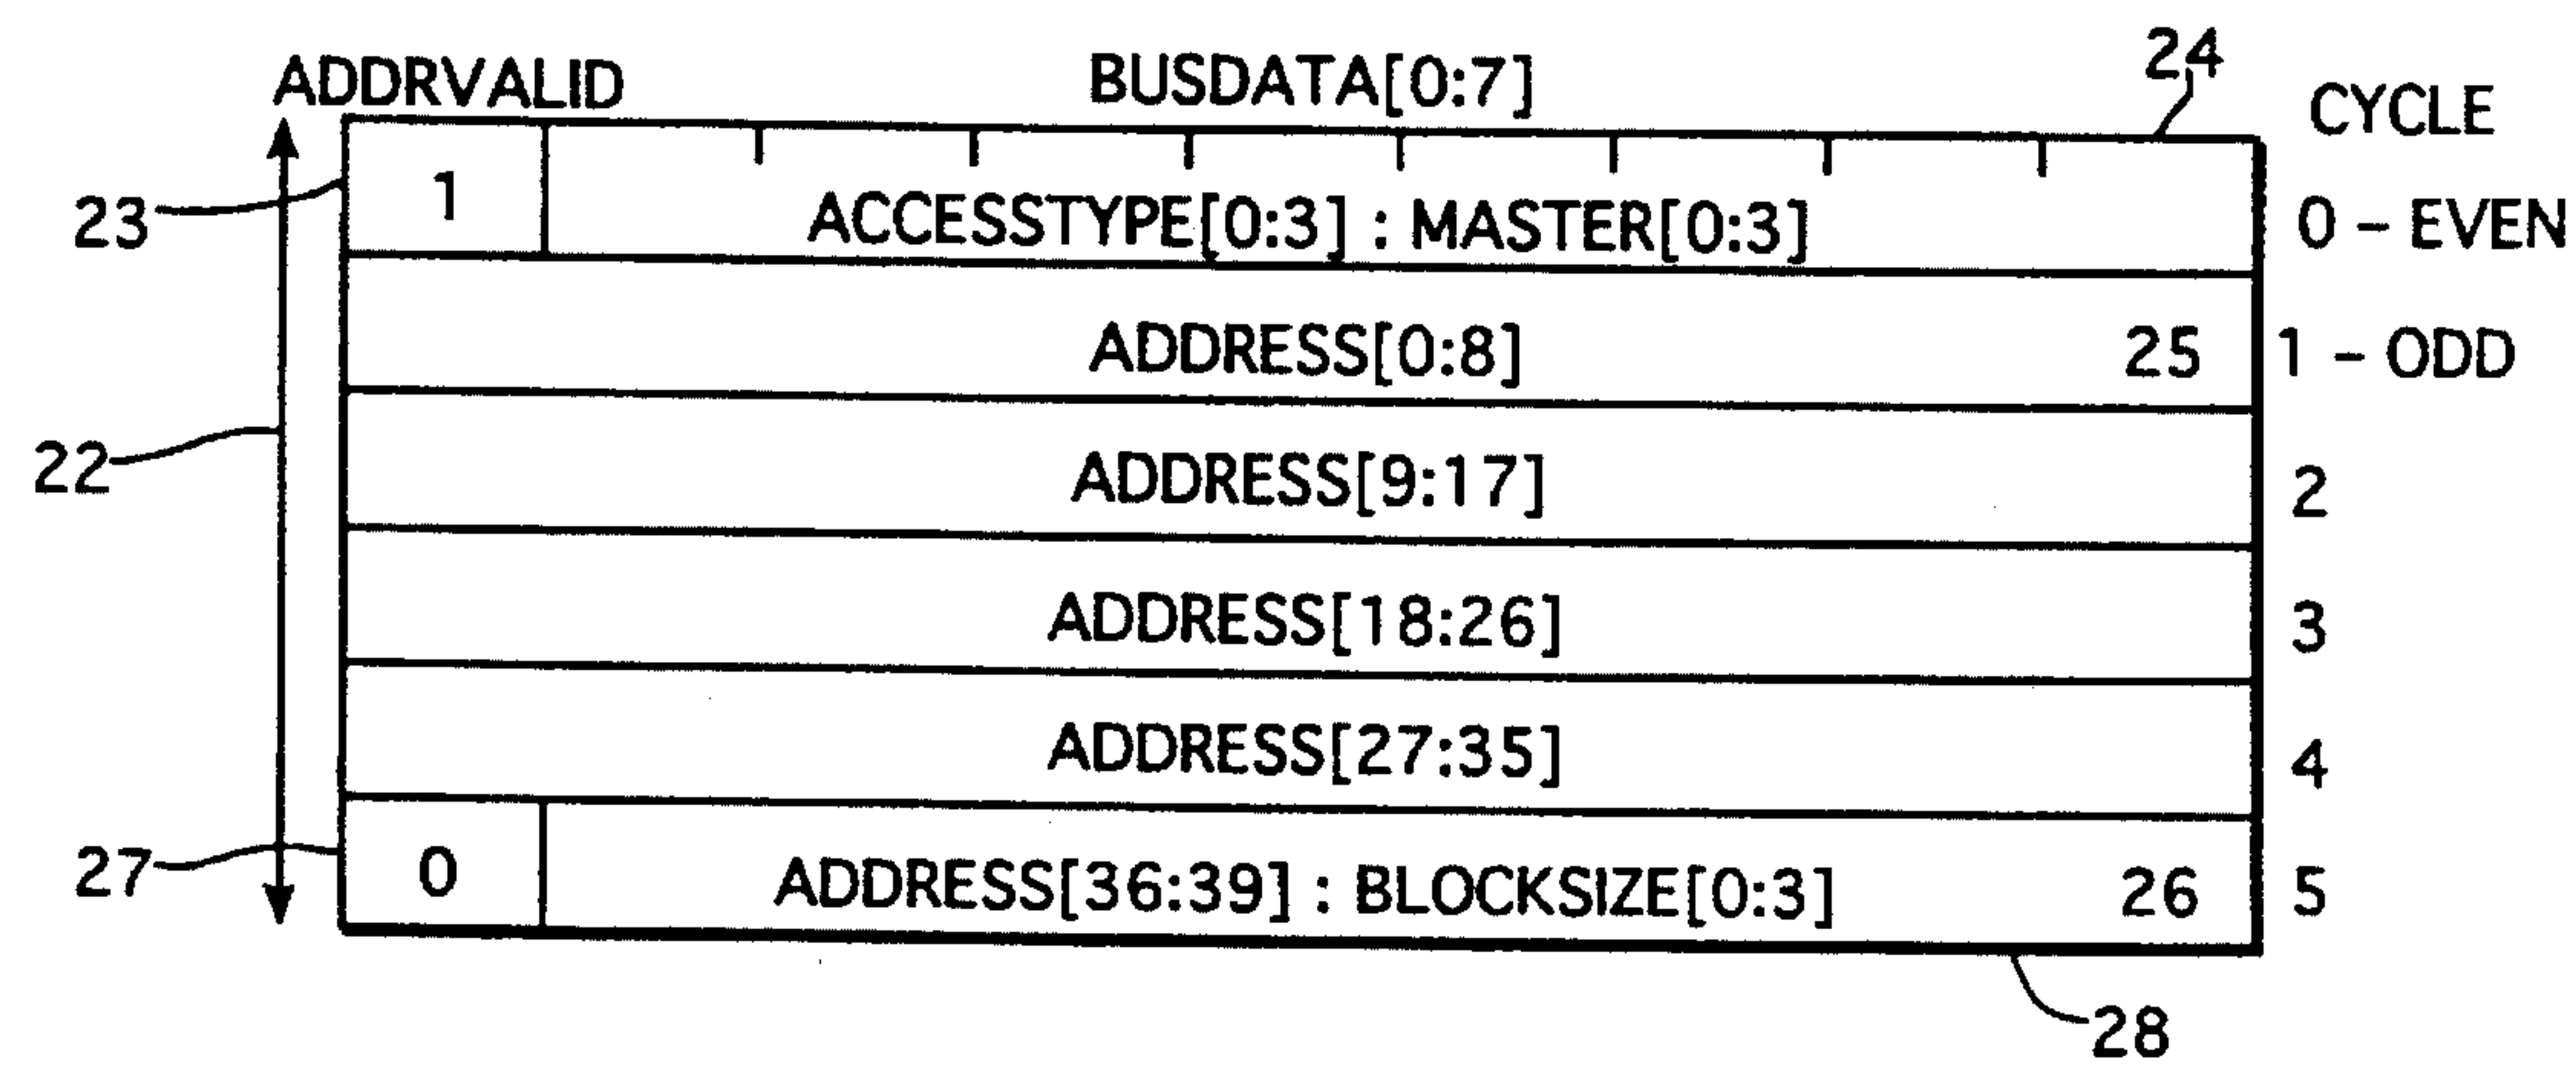 24
ADDRVALID BUSDATA[0:7] CYCLE
23 1 ACCESSTYPE[0:3] : MASTER[0:3] 0 – EVEN
ADDRESS[0:8] 25 1 – ODD
22 ADDRESS[9:17] 2
ADDRESS[18:26] 3
ADDRESS[27:35] 4
27 0 ADDRESS[36:39] : BLOCKSIZE[0:3] 26 5
28